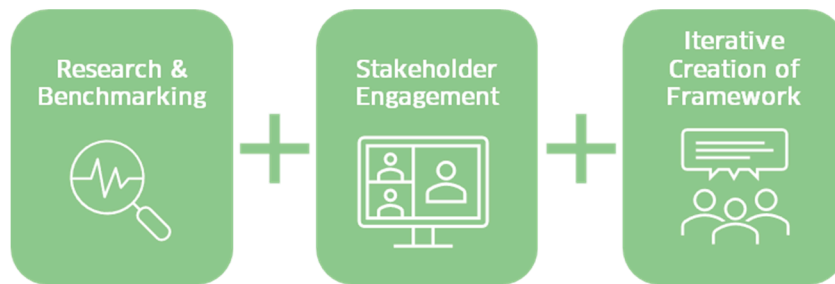 Research &
Benchmarking
Stakeholder
Engagement
Iterative
Creation of
Framework